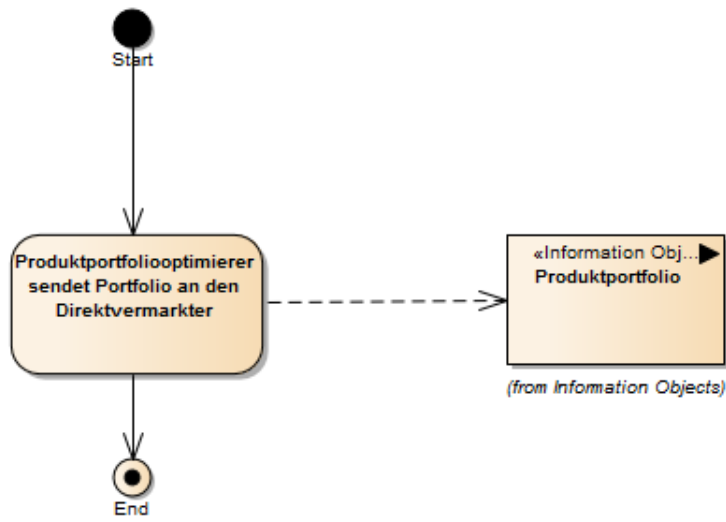 Start
Produktportfoliooptimierer
sendet Portfolio an den
Direktvermarkter
«Information Obj...
Produktportfolio
(from Information Objects)
End